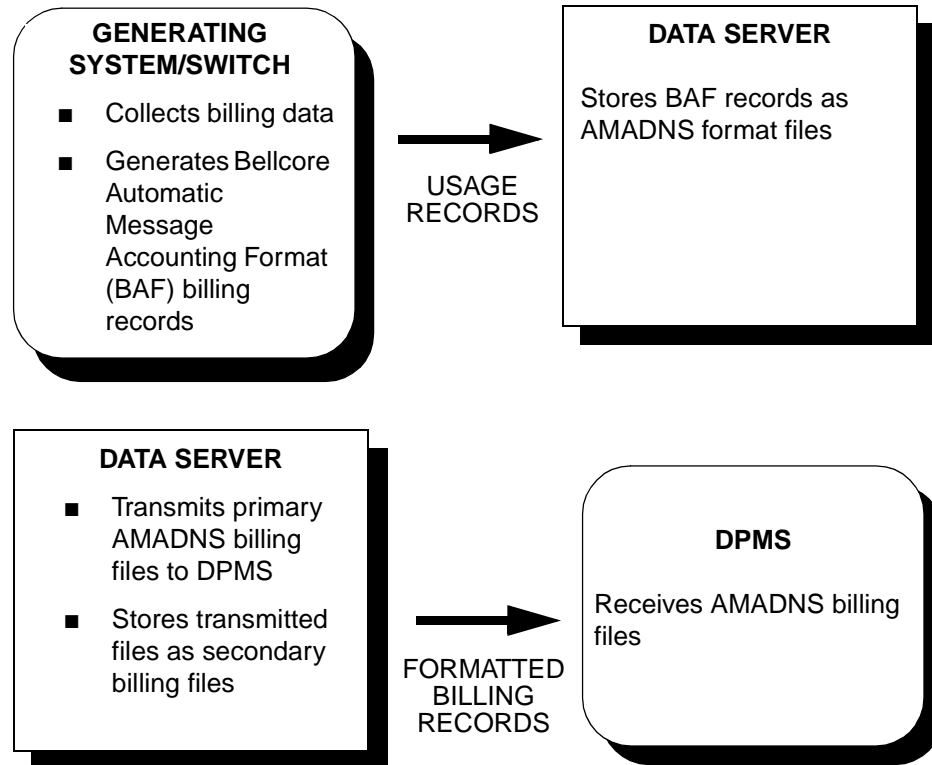 GENERATING
SYSTEM/SWITCH
■ Collects billing data
■ Generates Bellcore
Automatic
Message
Accounting Format
(BAF) billing
records
USAGE
RECORDS
DATA SERVER
Stores BAF records as
AMADNS format files
DATA SERVER
■ Transmits primary
AMADNS billing
files to DPMS
■ Stores transmitted
files as secondary
billing files
FORMATTED
BILLING
RECORDS
DPMS
Receives AMADNS billing
files